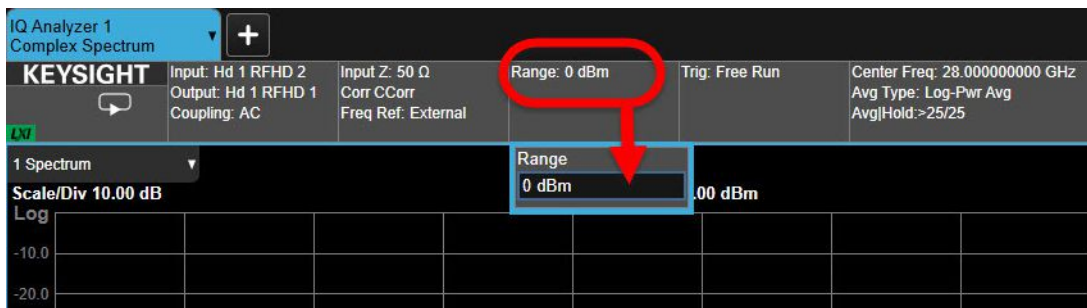 IQ Analyzer 1
Complex Spectrum
+
KEYSIGHT
LXI
Input: Hd 1 RFHD 2
Output: Hd 1 RFHD 1
Coupling: AC
Input Z: 50 Ω
Corr CCorr
Freq Ref: External
Range: 0 dBm
Trig: Free Run
Center Freq: 28.000000000 GHz
Avg Type: Log-Pwr Avg
Avg|Hold:>25/25
1 Spectrum
Range
0 dBm
Scale/Div 10.00 dB
.00 dBm
Log
-10.0
-20.0